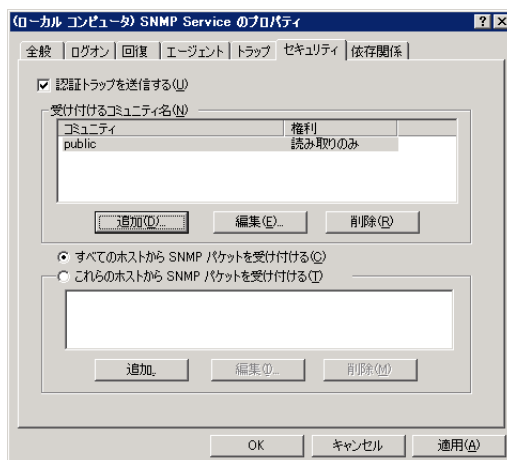 (ローカル コンピュータ) SNMP Service のプロパティ
全般 ログオン 回復 エージェント トラップ セキュリティ 依存関係
認証トラップを送信する(U)
受け付けるコミュニティ名(N)
コミュニティ 権利
public 読み取りのみ
追加(D)... 編集(E)... 削除(R)
すべてのホストから SNMP パケットを受け付ける(C)
これらのホストから SNMP パケットを受け付ける(T)
追加. 編集(I)... 削除(M)
OK キャンセル 適用(A)